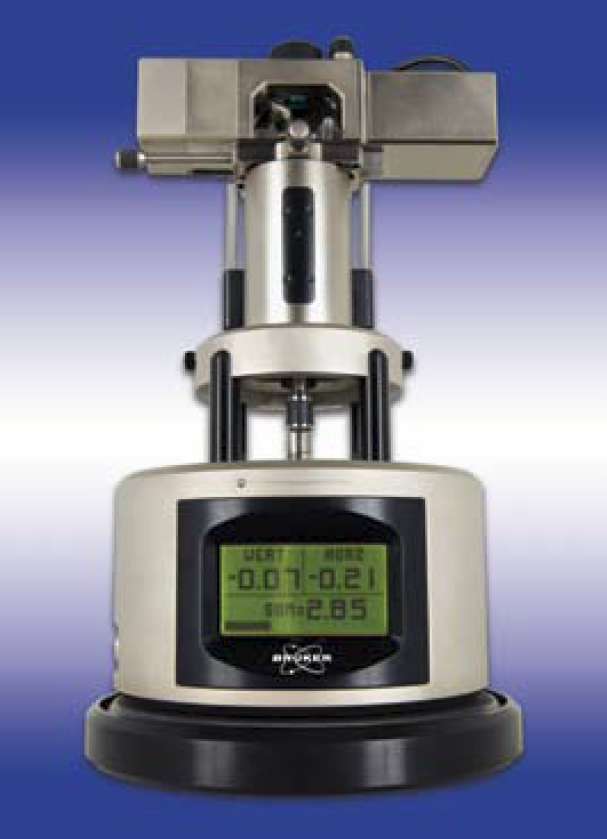 VERT HORZ
-0.07 -0.21
SUM=2.85
BRUKER